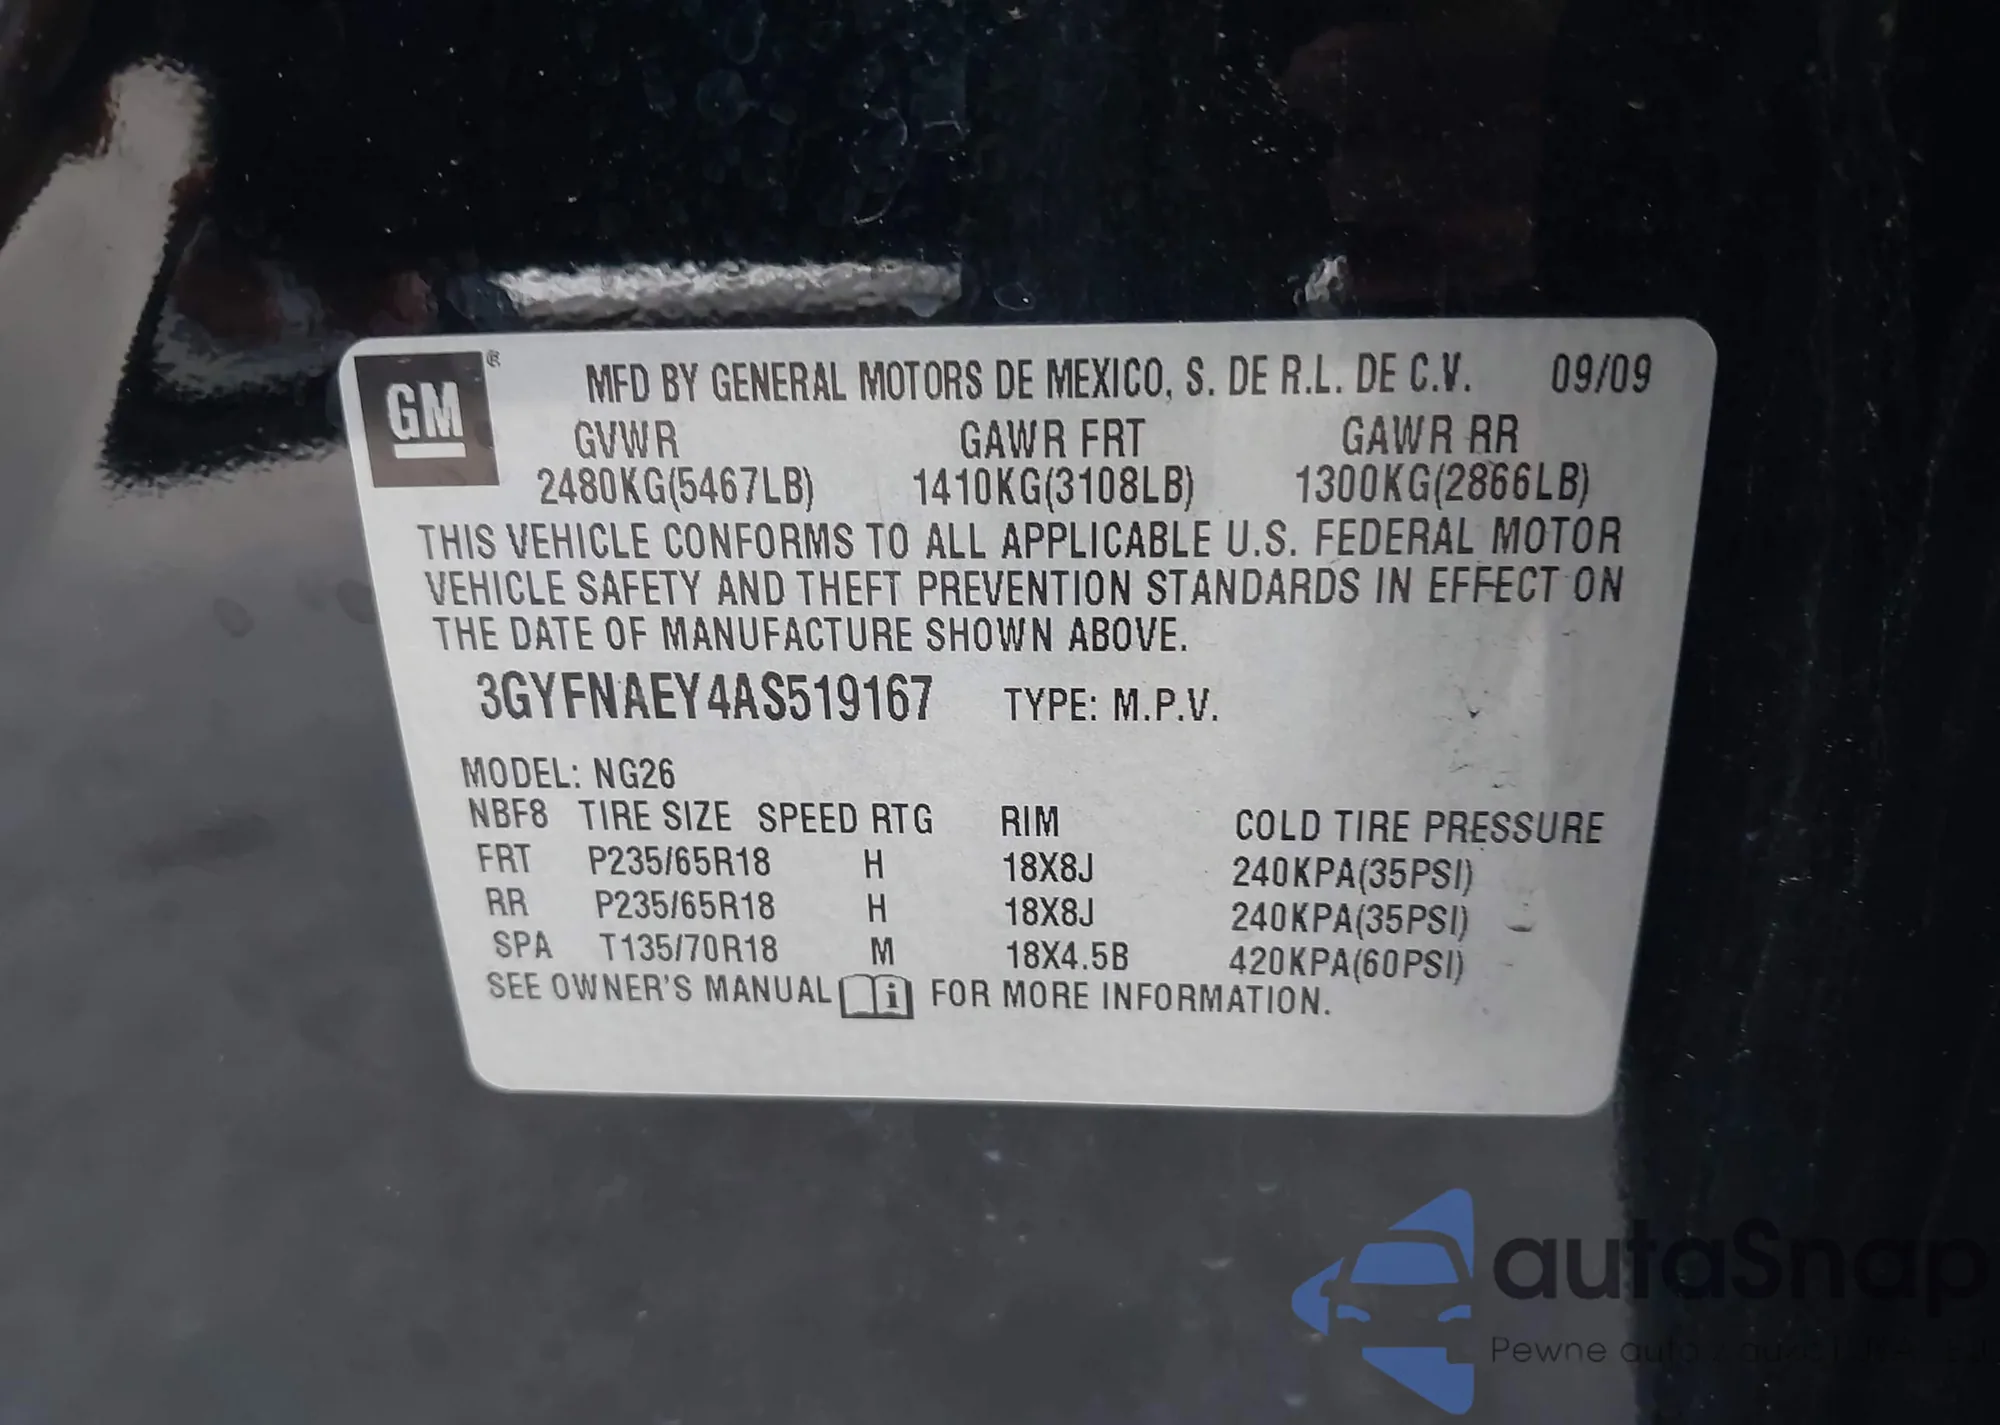 GM ®
MFD BY GENERAL MOTORS DE MEXICO, S. DE R.L. DE C.V. 09/09
GVWR GAWR FRT GAWR RR
2480KG(5467LB) 1410KG(3108LB) 1300KG(2866LB)
THIS VEHICLE CONFORMS TO ALL APPLICABLE U.S. FEDERAL MOTOR
VEHICLE SAFETY AND THEFT PREVENTION STANDARDS IN EFFECT ON
THE DATE OF MANUFACTURE SHOWN ABOVE.
3GYFNAEY4AS519167 TYPE: M.P.V.
MODEL: NG26
NBF8 TIRE SIZE SPEED RTG RIM COLD TIRE PRESSURE
FRT P235/65R18 H 18X8J 240KPA(35PSI)
RR P235/65R18 H 18X8J 240KPA(35PSI)
SPA T135/70R18 M 18X4.5B 420KPA(60PSI)
SEE OWNER'S MANUAL i FOR MORE INFORMATION.
autaSnap
Pewne auta z